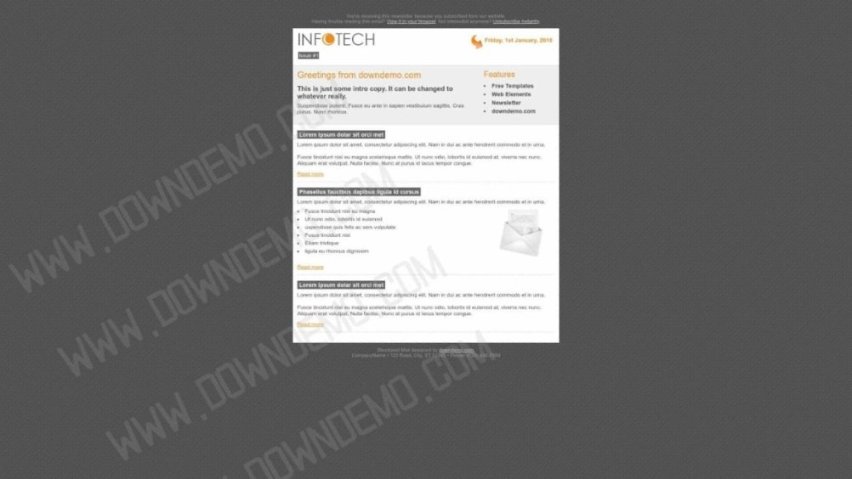 You're receiving this newsletter because you subscribed from our website.
Having trouble reading this email? View it in your browser. Not interested anymore? Unsubscribe instantly.
INFOTECH
Friday, 1st January, 2010
Issue #1
Greetings from downdemo.com
This is just some intro copy. It can be changed to
whatever really.
Suspendisse potenti. Fusce eu ante in sapien vestibulum sagittis. Cras
purus. Nunc rhoncus.
Features
• Free Templates
• Web Elements
• Newsletter
• downdemo.com
Lorem ipsum dolor sit orci met
Lorem ipsum dolor sit amet, consectetur adipiscing elit. Nam in dui ac ante hendrerit commodo et in urna.
Fusce tincidunt nisi eu magna scelerisque mattis. Ut nunc odio, lobortis id euismod at, viverra nec nunc.
Aliquam erat volutpat. Nulla facilisi. Nunc at purus id lacus tempor congue.
Read more
Phasellus faucibus dapibus ligula id cursus
Lorem ipsum dolor sit amet, consectetur adipiscing elit. Nam in dui ac ante hendrerit commodo et in urna.
• Fusce tincidunt nisi eu magna
• Ut nunc odio, lobortis id euismod
• uspendisse quis felis ac sem vulputate
• Fusce tincidunt nisi
• Etiam tristique
• ligula eu rhoncus dignissim
Read more
Lorem ipsum dolor sit orci met
Lorem ipsum dolor sit amet, consectetur adipiscing elit. Nam in dui ac ante hendrerit commodo et in urna.
Fusce tincidunt nisi eu magna scelerisque mattis. Ut nunc odio, lobortis id euismod at, viverra nec nunc.
Aliquam erat volutpat. Nulla facilisi. Nunc at purus id lacus tempor congue.
Read more
CompanyName • 123 Street, City, ST
WWW.DOWNDEMO.COM
WWW.DOWNDEMO.COM
WWW.DOWNDEMO.COM
WWW.DOWNDEMO.COM